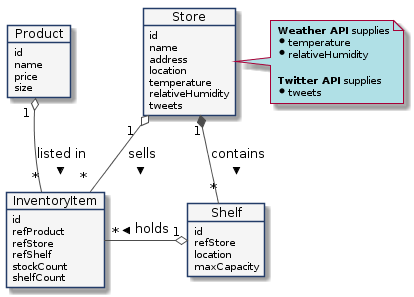 Product
id
name
price
size
Store
id
name
address
location
temperature
relativeHumidity
tweets
Weather API supplies
• temperature
• relativeHumidity
Twitter API supplies
• tweets
1
1
1
listed in
sells
contains
*
*
*
InventoryItem
id
refProduct
refStore
refShelf
stockCount
shelfCount
* holds 1
Shelf
id
refStore
location
maxCapacity